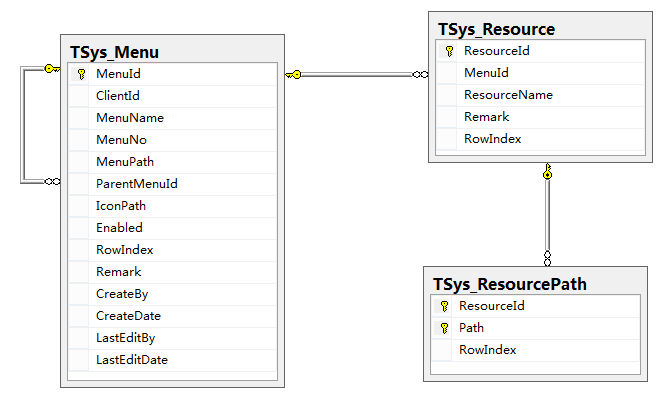 TSys_Menu
MenuId
ClientId
MenuName
MenuNo
MenuPath
ParentMenuId
IconPath
Enabled
RowIndex
Remark
CreateBy
CreateDate
LastEditBy
LastEditDate
TSys_Resource
ResourceId
MenuId
ResourceName
Remark
RowIndex
TSys_ResourcePath
ResourceId
Path
RowIndex